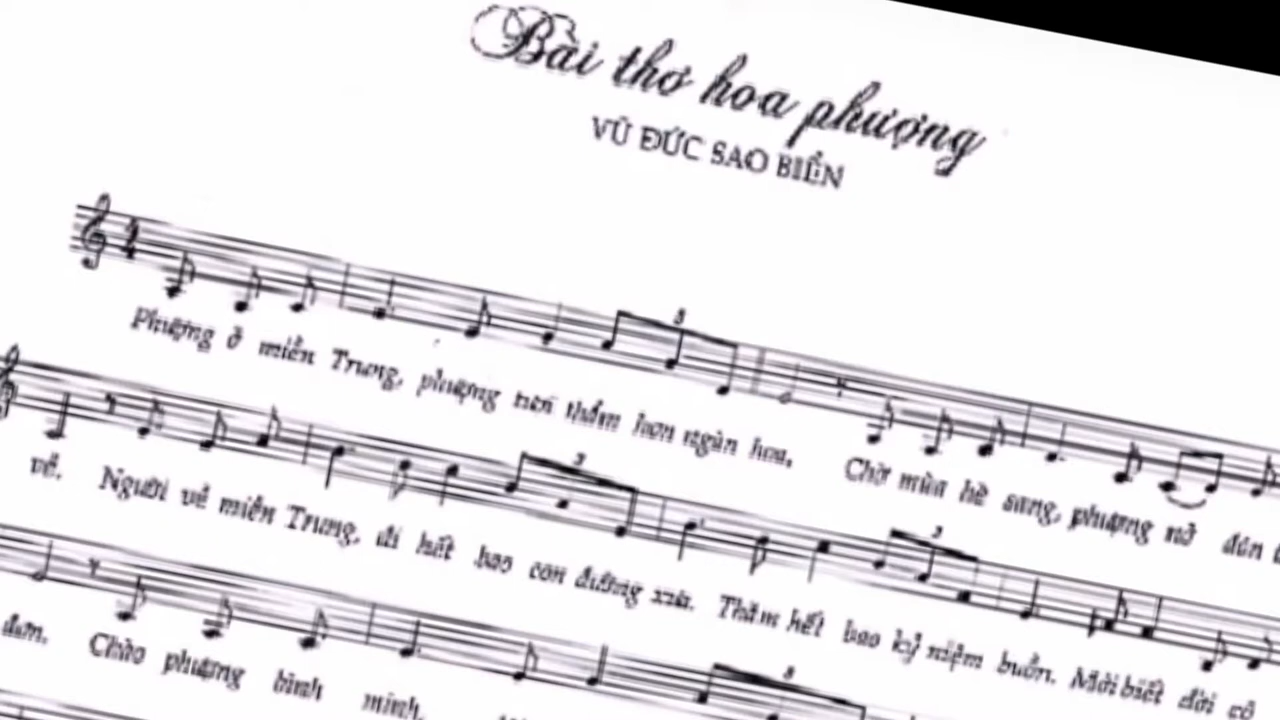 Bài thơ hoa phượng
VŨ ĐỨC SAO BIỂN
Phượng ở miền Trung, phượng tươi thắm hơn ngàn hoa. Chờ mùa hè sang, phượng nở đón
về. Người về miền Trung, đi hết bao con đường xưa. Thăm hết bao kỷ niệm buồn. Mới biết đời cô
đơn. Chào phượng bình minh,